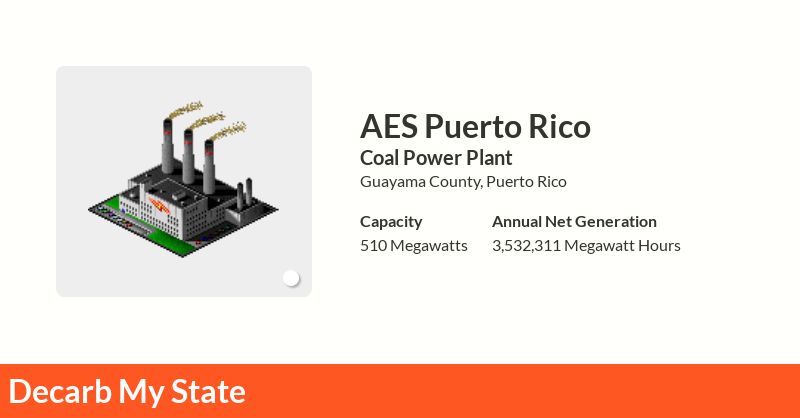 AES Puerto Rico
Coal Power Plant
Guayama County, Puerto Rico
Capacity
510 Megawatts
Annual Net Generation
3,532,311 Megawatt Hours
Decarb My State